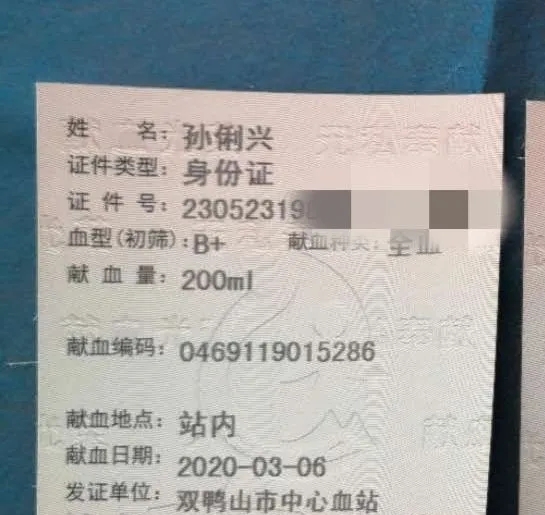 姓 名：孙俐兴
证件类型：身份证
证件号：23052319
血型(初筛)：B+ 献血种类：全血
献血量：200ml
献血编码：0469119015286
献血地点：站内
献血日期：2020-03-06
发证单位：双鸭山市中心血站